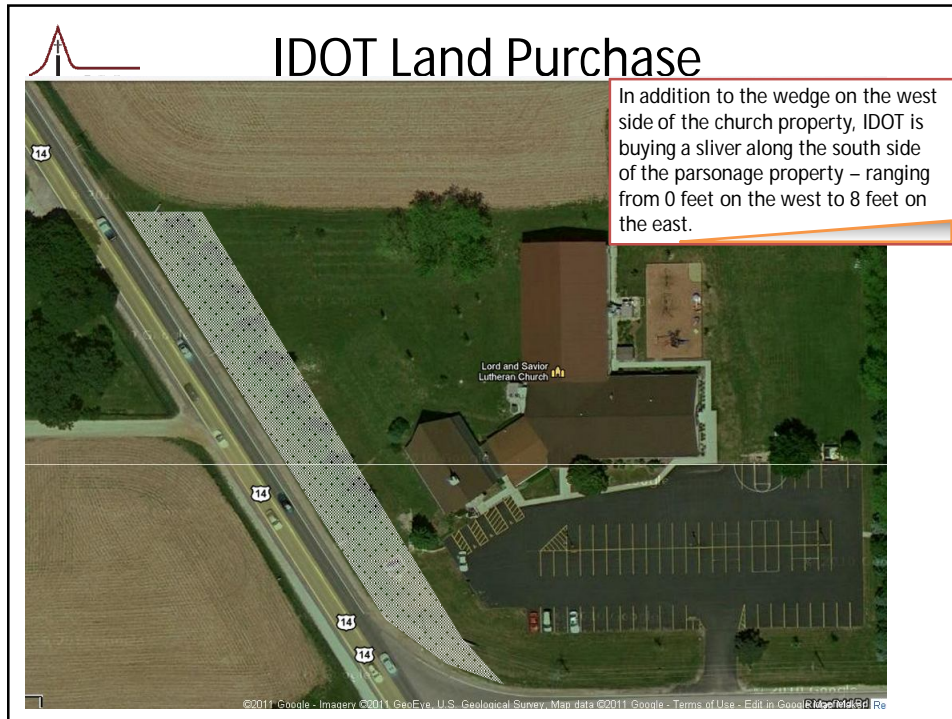 IDOT Land Purchase
In addition to the wedge on the west
side of the church property, IDOT is
buying a sliver along the south side
of the parsonage property – ranging
from 0 feet on the west to 8 feet on
the east.
14
Lord and Savior
Lutheran Church
14
14
14
©2011 Google - Imagery ©2011 GeoEye, U.S. Geological Survey, Map data ©2011 Google - Terms of Use - Edit in Google
Re